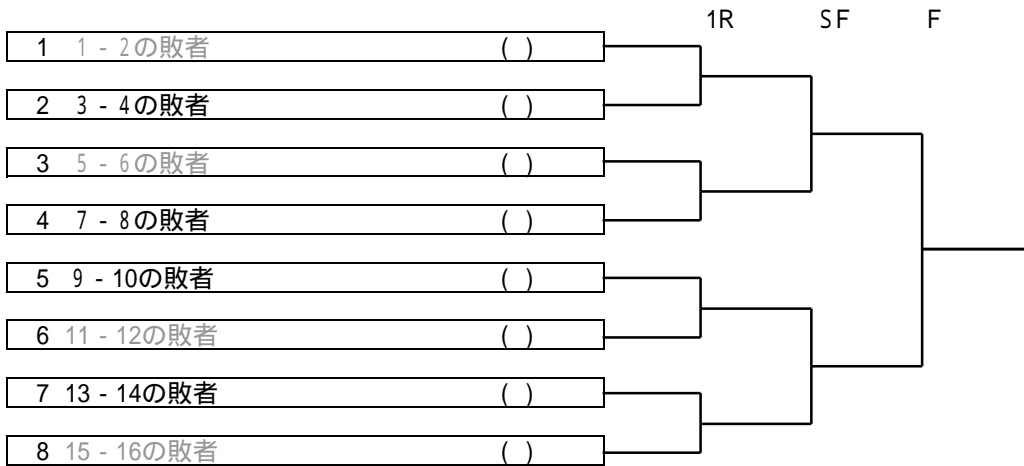 1R SF F
1 1 - 2の敗者 ( )
2 3 - 4の敗者 ( )
3 5 - 6の敗者 ( )
4 7 - 8の敗者 ( )
5 9 - 10の敗者 ( )
6 11 - 12の敗者 ( )
7 13 - 14の敗者 ( )
8 15 - 16の敗者 ( )